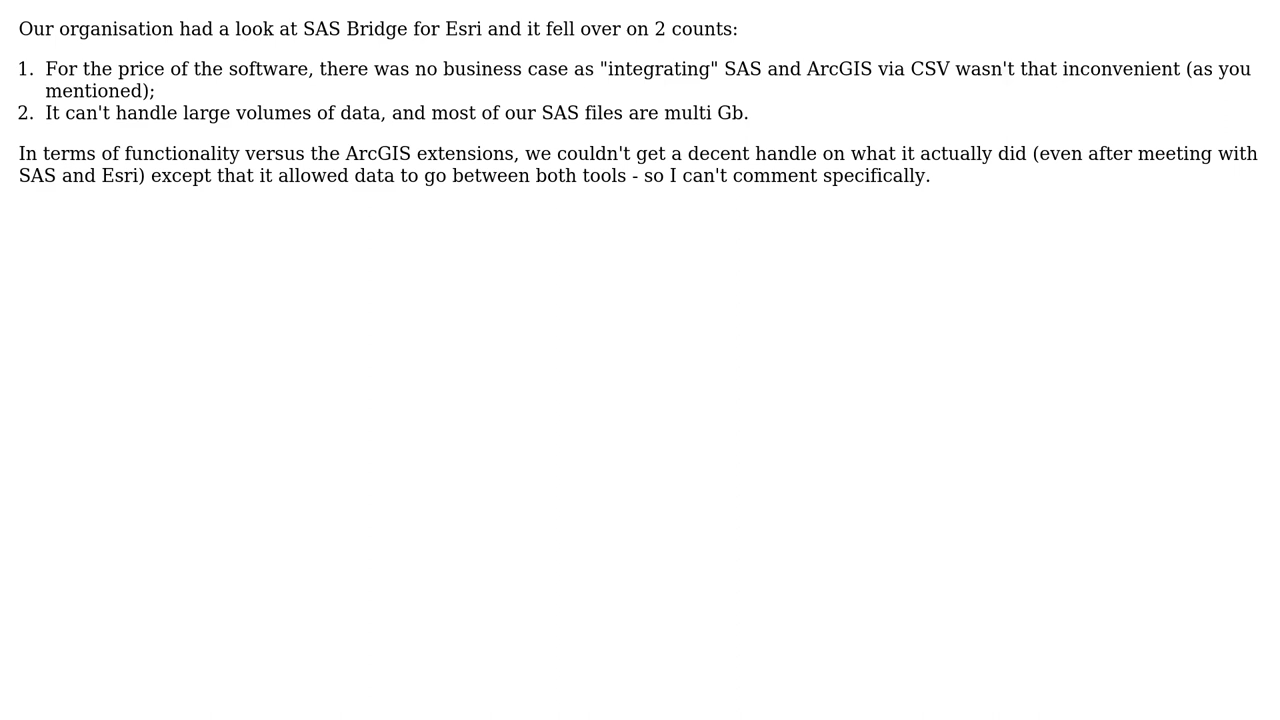 Our organisation had a look at SAS Bridge for Esri and it fell over on 2 counts:
1. For the price of the software, there was no business case as "integrating" SAS and ArcGIS via CSV wasn't that inconvenient (as you
mentioned);
2. It can't handle large volumes of data, and most of our SAS files are multi Gb.
In terms of functionality versus the ArcGIS extensions, we couldn't get a decent handle on what it actually did (even after meeting with
SAS and Esri) except that it allowed data to go between both tools - so I can't comment specifically.